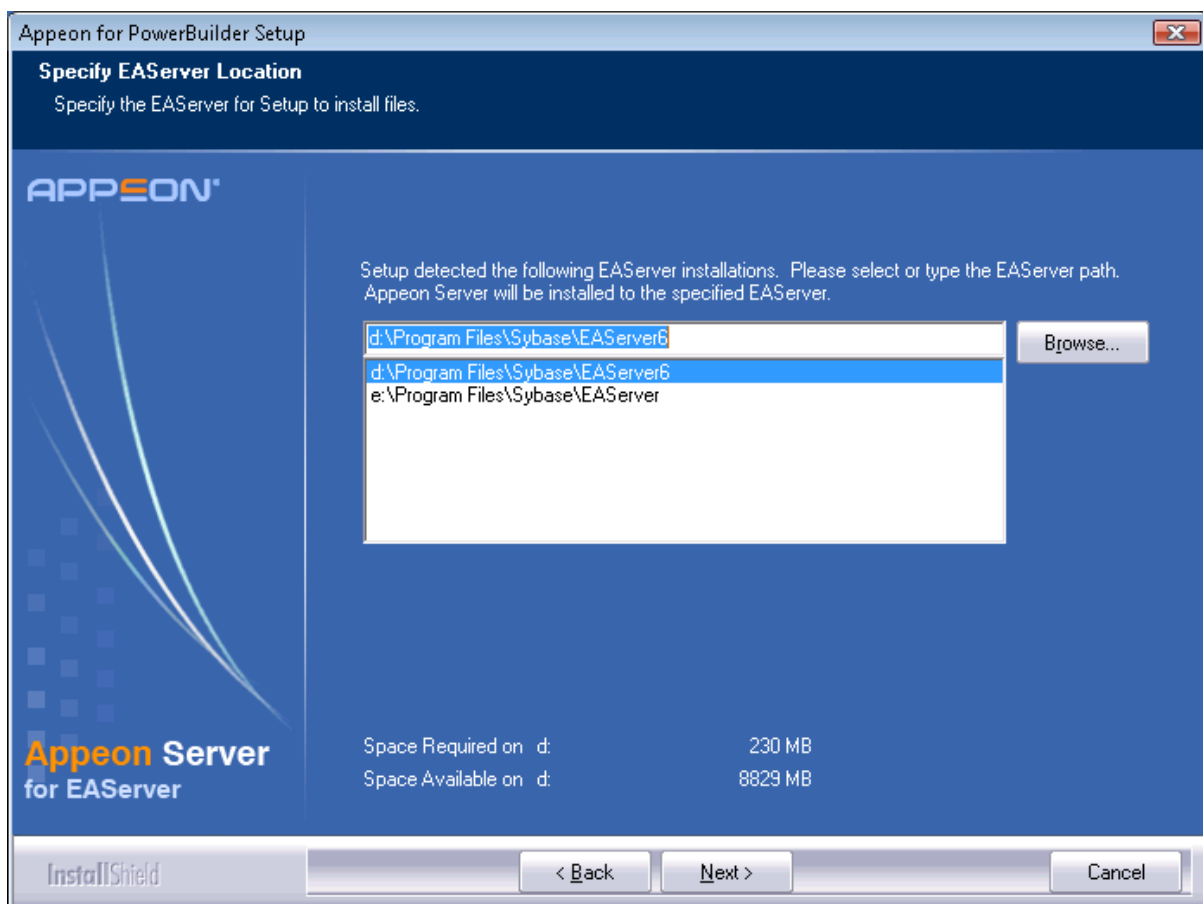 Appeon for PowerBuilder Setup
Specify EAServer Location
Specify the EAServer for Setup to install files.
APPEON
Setup detected the following EAServer installations. Please select or type the EAServer path.
Appeon Server will be installed to the specified EAServer.
d:\Program Files\Sybase\EAServer6
Browse...
d:\Program Files\Sybase\EAServer6
e:\Program Files\Sybase\EAServer
Space Required on d: 230 MB
Space Available on d: 8829 MB
Appeon Server
for EAServer
InstallShield
< Back
Next >
Cancel